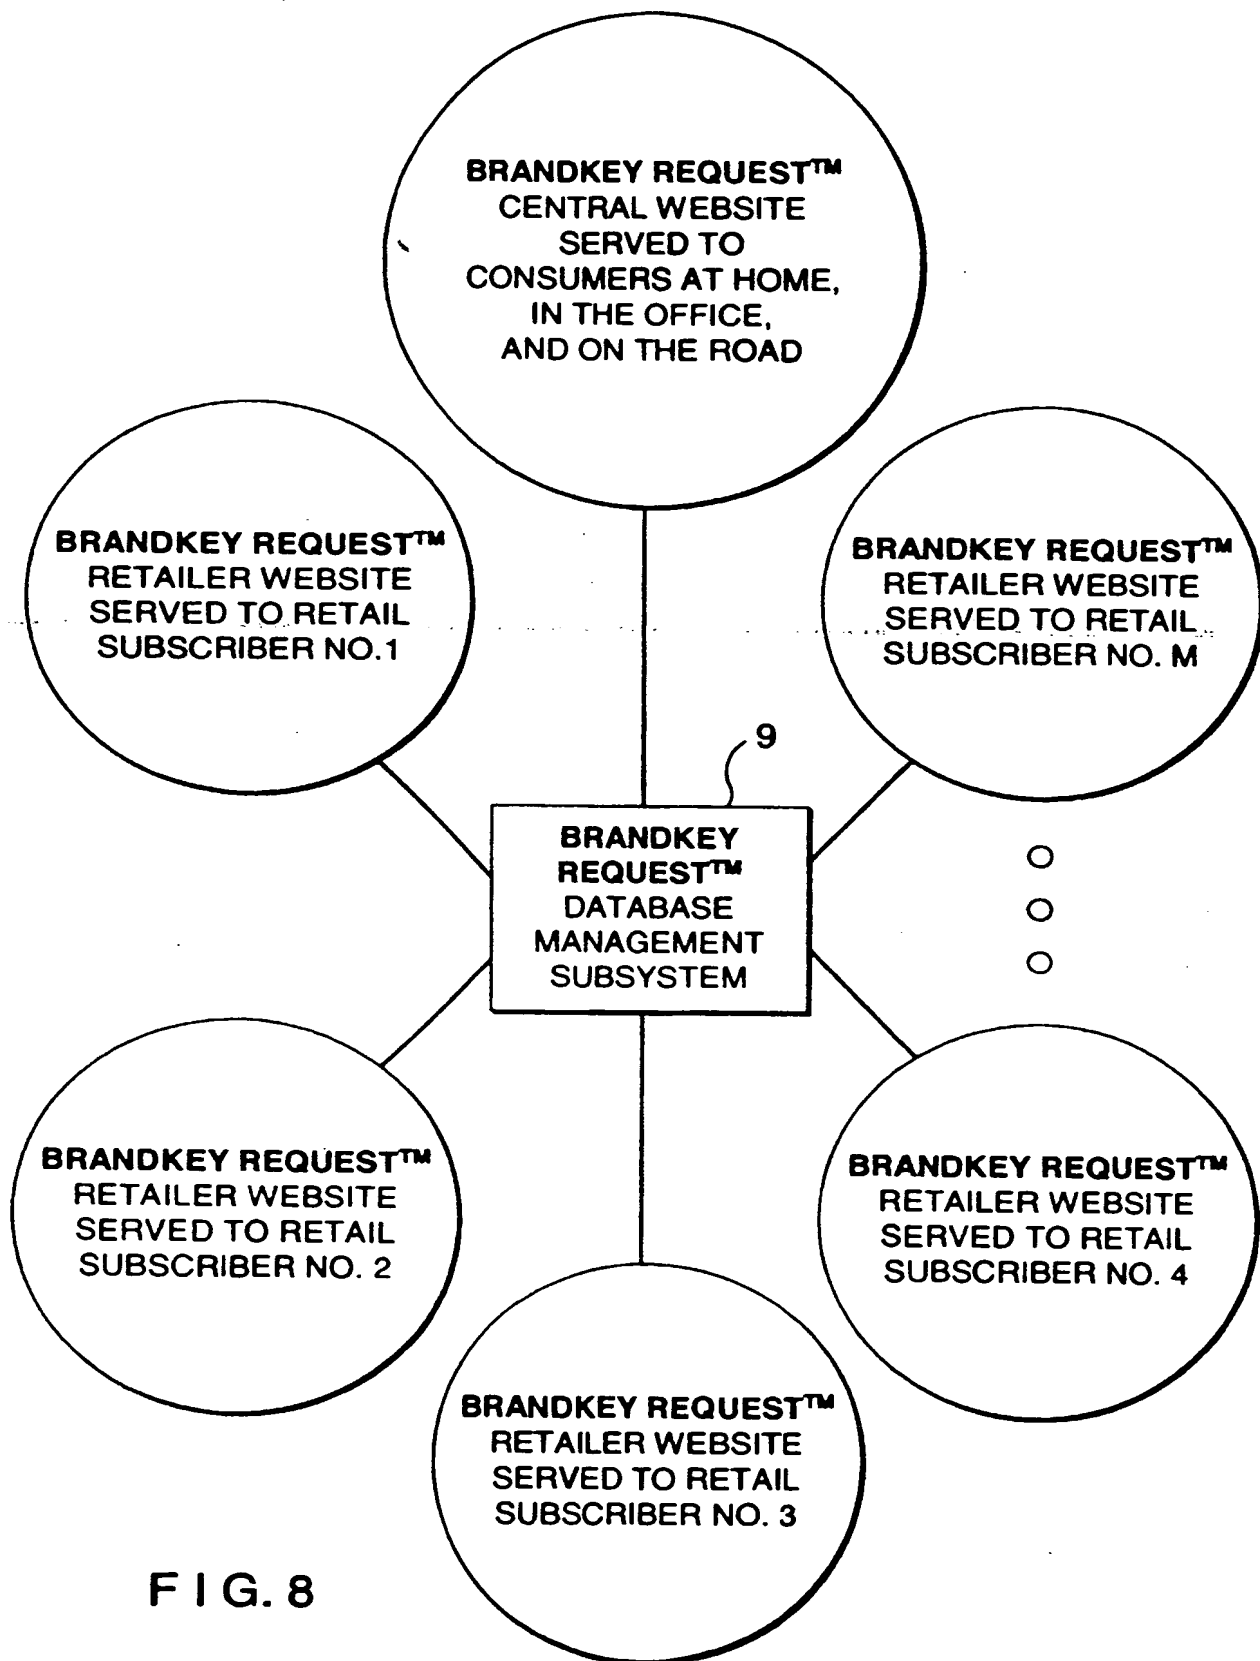 BRANDKEY REQUEST™
CENTRAL WEBSITE
SERVED TO
CONSUMERS AT HOME,
IN THE OFFICE,
AND ON THE ROAD
BRANDKEY REQUEST™
RETAILER WEBSITE
SERVED TO RETAIL
SUBSCRIBER NO.1
BRANDKEY REQUEST™
RETAILER WEBSITE
SERVED TO RETAIL
SUBSCRIBER NO. M
9
BRANDKEY
REQUEST™
DATABASE
MANAGEMENT
SUBSYSTEM
BRANDKEY REQUEST™
RETAILER WEBSITE
SERVED TO RETAIL
SUBSCRIBER NO. 2
BRANDKEY REQUEST™
RETAILER WEBSITE
SERVED TO RETAIL
SUBSCRIBER NO. 4
BRANDKEY REQUEST™
RETAILER WEBSITE
SERVED TO RETAIL
SUBSCRIBER NO. 3
FIG. 8